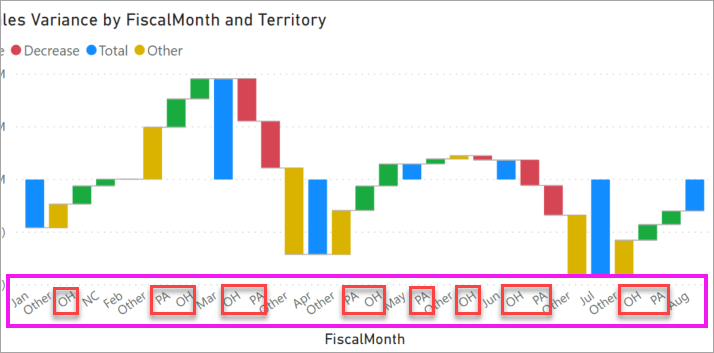 les Variance by FiscalMonth and Territory
e Decrease Total Other
M
M
M
)
)
Jan Other OH NC Feb Other PA OH Mar OH PA Other Apr Other PA OH May PA Other OH Jun OH PA Other Jul Other OH PA Aug
FiscalMonth